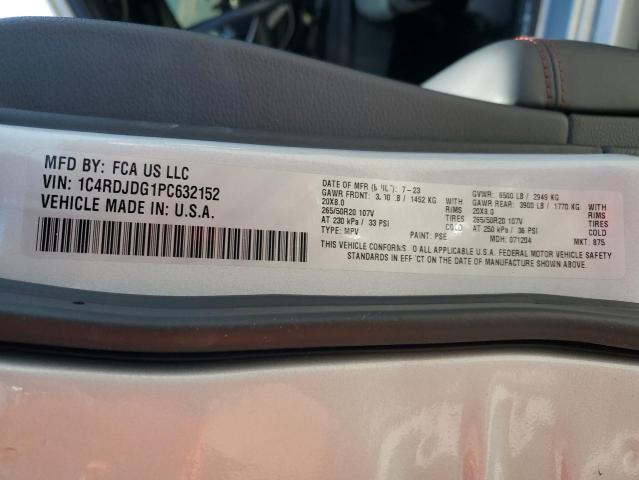 MFD BY: FCA US LLC
VIN: 1C4RDJDG1PC632152
VEHICLE MADE IN: U.S.A.
DATE OF MFR 7-23
GAWR FRONT: LB / 1452 KG
20X8.0 RIMS
265/50R20 107V TIRES
AT 230 kPa / 33 PSI COLD
TYPE: MPV PAINT: PSE
GVWR: 6500 LB / 2949 KG
GAWR REAR: 3900 LB / 1770 KG
20X8.0 RIMS
265/50R20 107V TIRES
AT 250 kPa / 36 PSI COLD
MDH: 071204 MKT: 875
THIS VEHICLE CONFORMS TO ALL APPLICABLE U.S.A. FEDERAL MOTOR VEHICLE SAFETY
STANDARDS IN EFFECT ON THE DATE OF MANUFACTURE SHOWN ABOVE.